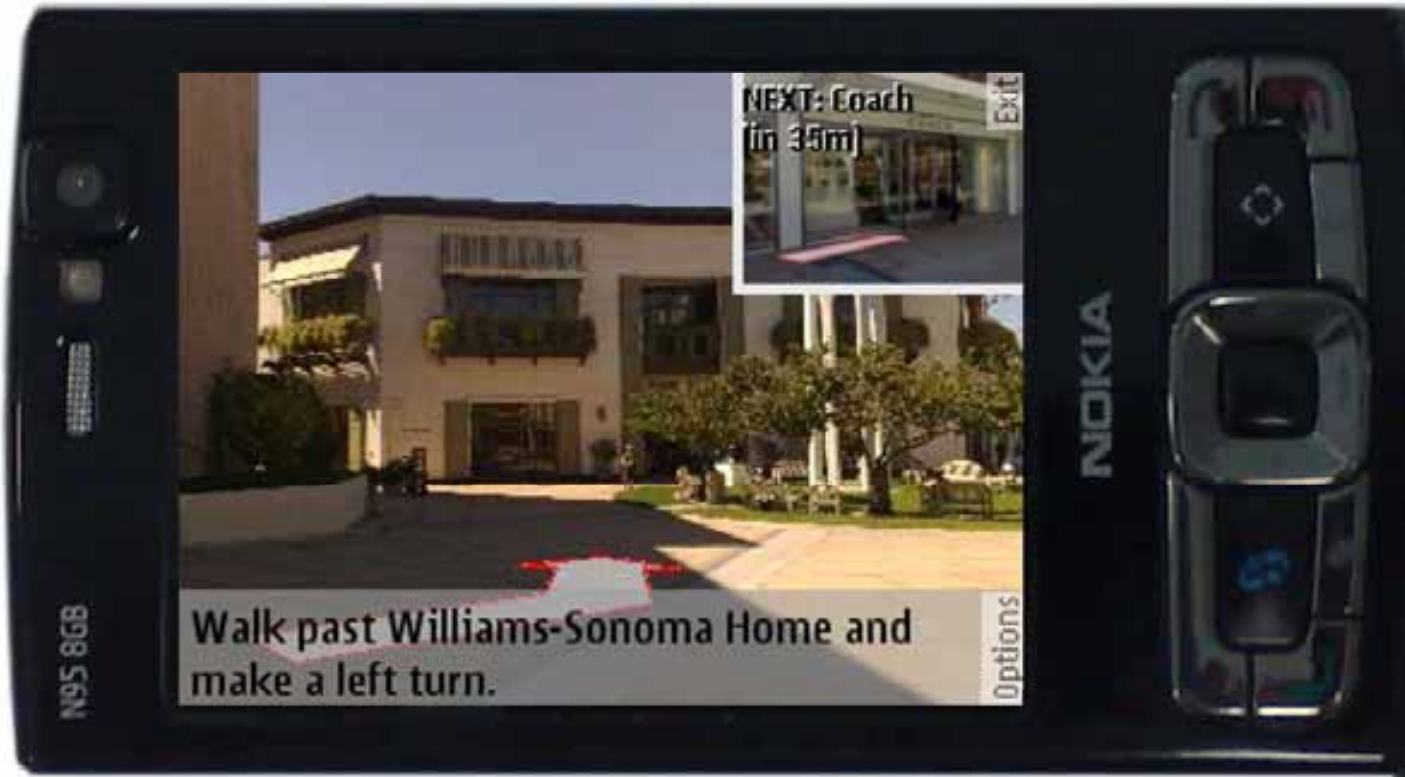 NEXT: Coach
(in 35m)
Exit
Walk past Williams-Sonoma Home and
make a left turn.
Options
NOKIA
N95 8GB